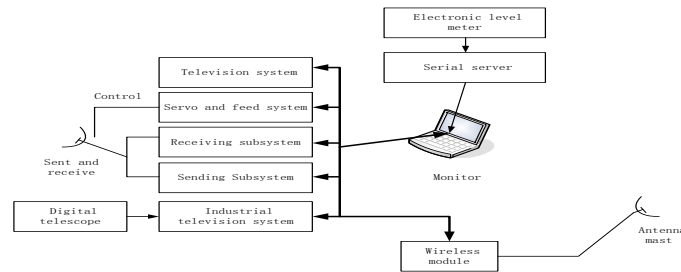 Electronic level
meter
Television system
Serial server
Control
Servo and feed system
Receiving subsystem
Sent and
receive
Sending Subsystem
Monitor
Digital
telescope
Industrial
television system
Antenna
mast
Wireless
module